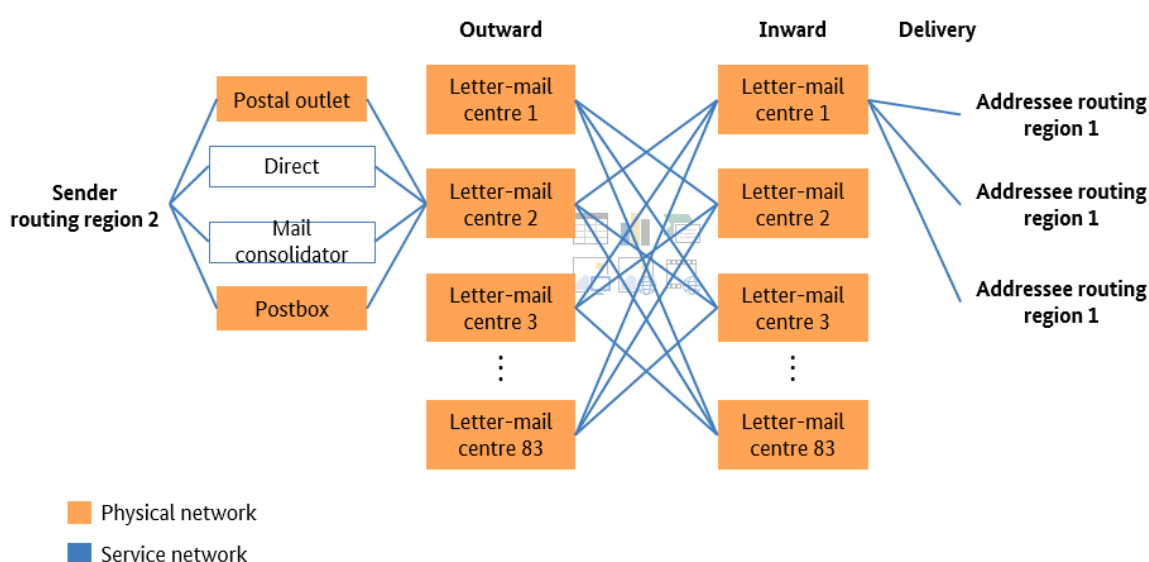 Outward
Inward
Delivery
Postal outlet
Direct
Mail
consolidator
Postbox
Sender
routing region 2
Letter-mail
centre 1
Letter-mail
centre 2
Letter-mail
centre 3
⋮
Letter-mail
centre 83
Letter-mail
centre 1
Letter-mail
centre 2
Letter-mail
centre 3
⋮
Letter-mail
centre 83
Addressee routing
region 1
Addressee routing
region 1
Addressee routing
region 1
Physical network
Service network